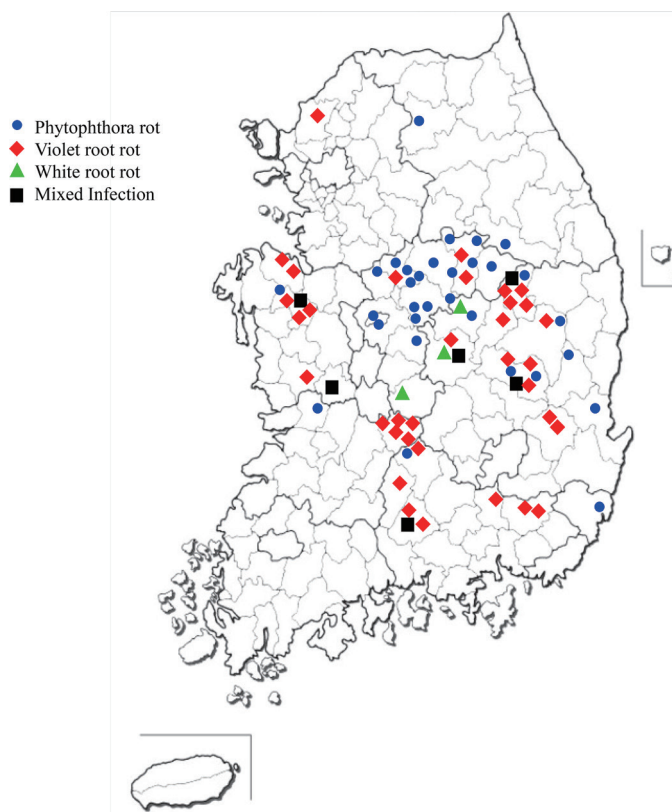 Phytophthora rot
Violet root rot
White root rot
Mixed Infection